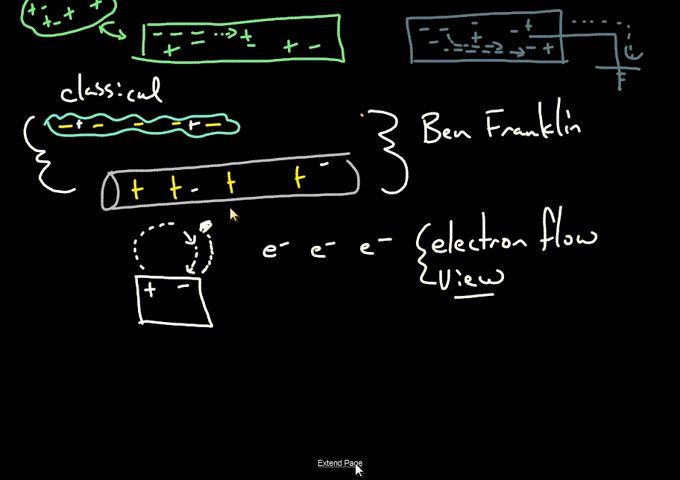 classical
Ben Franklin
e⁻ e⁻ e⁻
electron flow
view
Extend Page